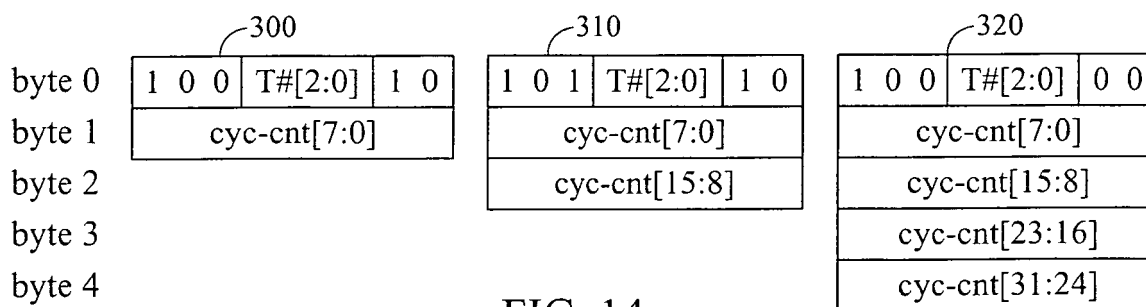 300 310 320
byte 0 1 0 0 T#[2:0] 1 0 1 0 1 T#[2:0] 1 0 1 0 0 T#[2:0] 0 0
byte 1 cyc-cnt[7:0] cyc-cnt[7:0] cyc-cnt[7:0]
byte 2 cyc-cnt[15:8] cyc-cnt[15:8]
byte 3 cyc-cnt[23:16]
byte 4 cyc-cnt[31:24]